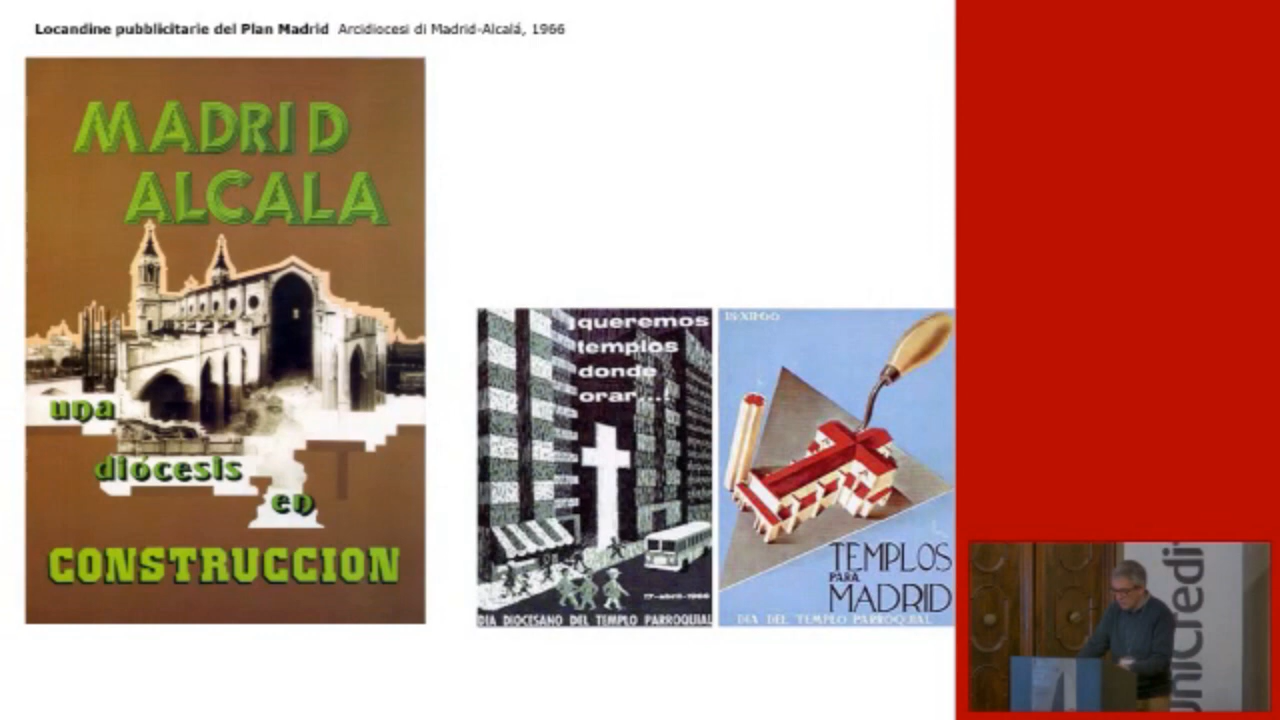 Locandine pubblicitarie del Plan Madrid Arcidiocesi di Madrid-Alcalá, 1966
MADRID
ALCALA
una
diócesis
en
CONSTRUCCION
¡queremos
templos
donde
orar...!
17-abril-1966
DIA DIOCESANO DEL TEMPLO PARROQUIAL
TEMPLOS
PARA
MADRID
DIA DEL TEMPLO PARROQUIAL
unicredi